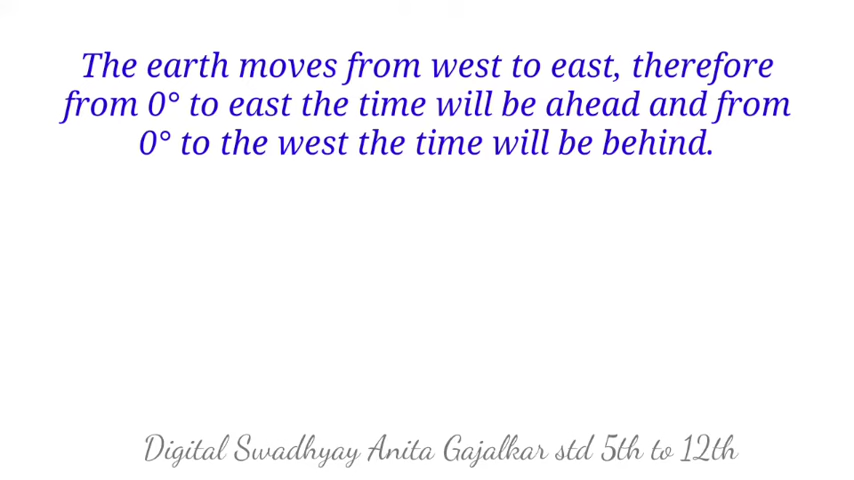 The earth moves from west to east, therefore
from 0° to east the time will be ahead and from
0° to the west the time will be behind.
Digital Swadhyay Anita Gajalkar std 5th to 12th